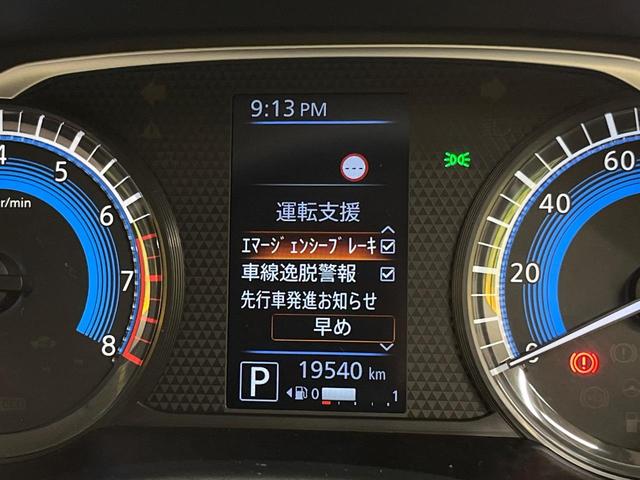 9:13 PM
---
運転支援
ｴﾏｰｼﾞｪﾝｼｰﾌﾞﾚｰｷ
車線逸脱警報
先行車発進お知らせ
早め
P
19540 km
0 1
4
5
6
7
8
r/min
0
20
40
60